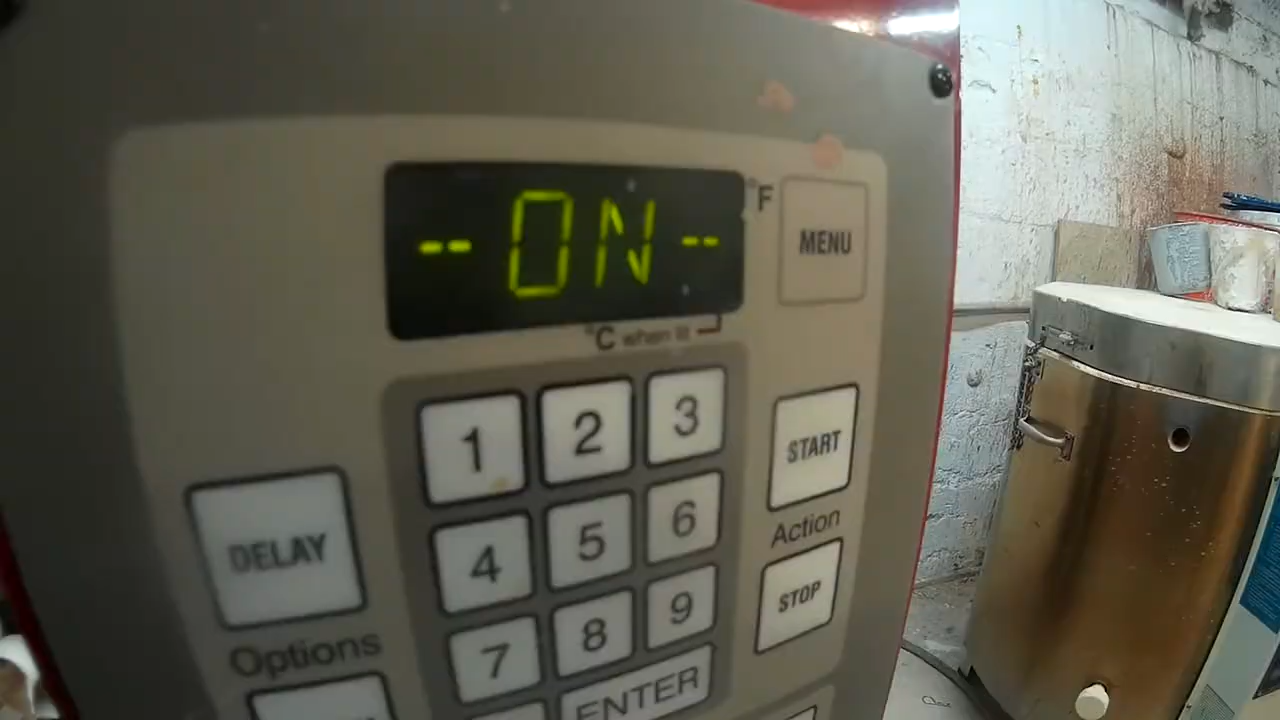 -- ON --
°F
MENU
°C when lit
1 2 3
START
4 5 6
Action
DELAY
STOP
7 8 9
Options
ENTER